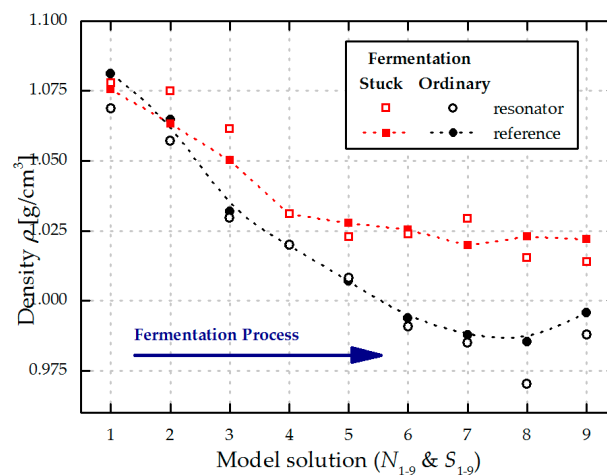 1.100
1.075
1.050
1.025
1.000
0.975
Density ρ [g/cm³]
Fermentation
Stuck Ordinary
resonator
reference
Fermentation Process
1 2 3 4 5 6 7 8 9
Model solution (N₁₋₉ & S₁₋₉)